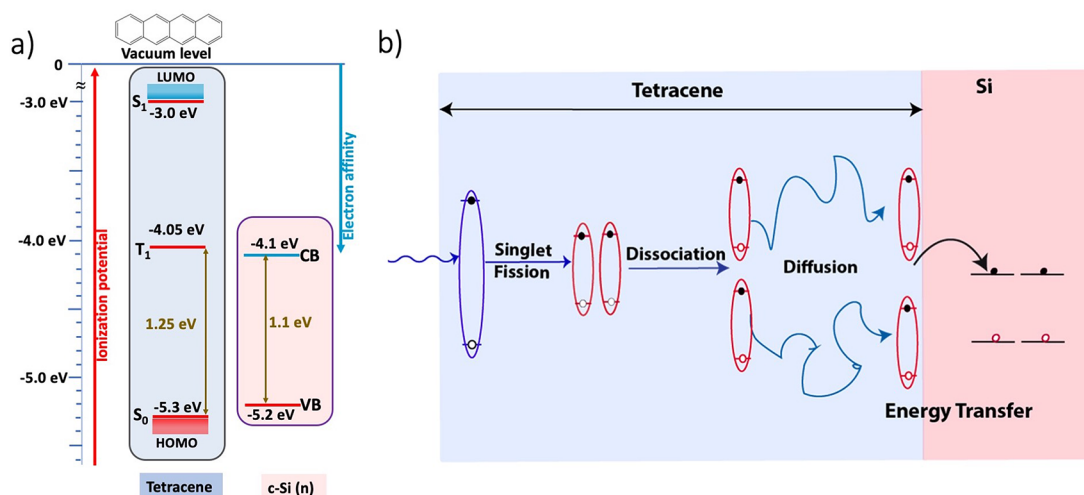 a)
Vacuum level
0
≈
LUMO
-3.0 eV
S1
-3.0 eV
Electron affinity
-4.0 eV
-4.05 eV
T1
-4.1 eV
CB
Ionization potential
1.25 eV
1.1 eV
-5.0 eV
-5.3 eV
S0
HOMO
VB
-5.2 eV
Tetracene
c-Si (n)
b)
Tetracene
Si
Singlet
Fission
Dissociation
Diffusion
Energy Transfer